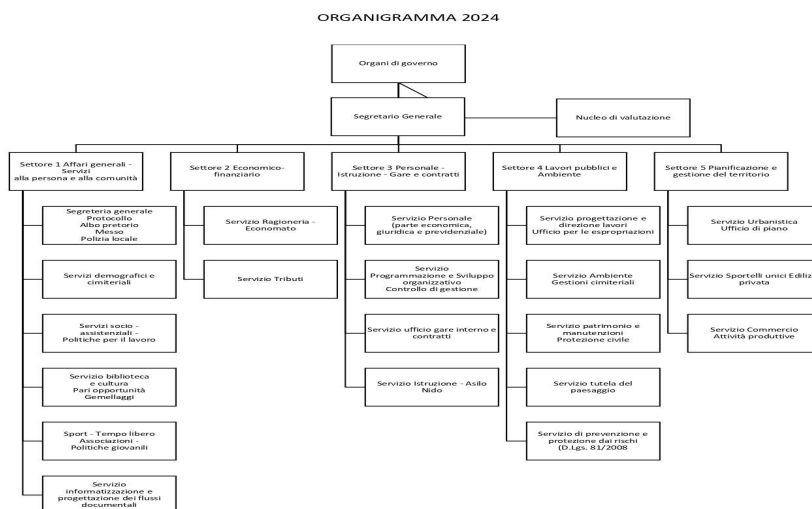 ORGANIGRAMMA 2024
Organi di governo
Segretario Generale
Nucleo di valutazione
Settore 1 Affari generali -
Servizi
alla persona e alla comunità
Settore 2 Economico-
finanziario
Settore 3 Personale -
Istruzione - Gare e contratti
Settore 4 Lavori pubblici e
Ambiente
Settore 5 Pianificazione e
gestione del territorio
Segreteria generale
Protocollo
Albo pretorio
Messo
Polizia locale
Servizi demografici e
cimiteriali
Servizi socio -
assistenziali -
Politiche per il lavoro
Servizio biblioteca
e cultura
Pari opportunità
Gemellaggi
Sport - Tempo libero
Associazioni -
Politiche giovanili
Servizio
informatizzazione e
progettazione dei flussi
documentali
Servizio Ragioneria -
Economato
Servizio Tributi
Servizio Personale
(parte economica,
giuridica e previdenziale)
Servizio
Programmazione e Sviluppo
organizzativo
Controllo di gestione
Servizio ufficio gare interno e
contratti
Servizio Istruzione - Asilo
Nido
Servizio progettazione e
direzione lavori
Ufficio per le espropriazioni
Servizio Ambiente
Gestioni cimiteriali
Servizio patrimonio e
manutenzioni
Protezione civile
Servizio tutela del
paesaggio
Servizio di prevenzione e
protezione dai rischi
(D.Lgs. 81/2008
Servizio Urbanistica
Ufficio di piano
Servizio Sportelli unici Ediliz
privata
Servizio Commercio
Attività produttive